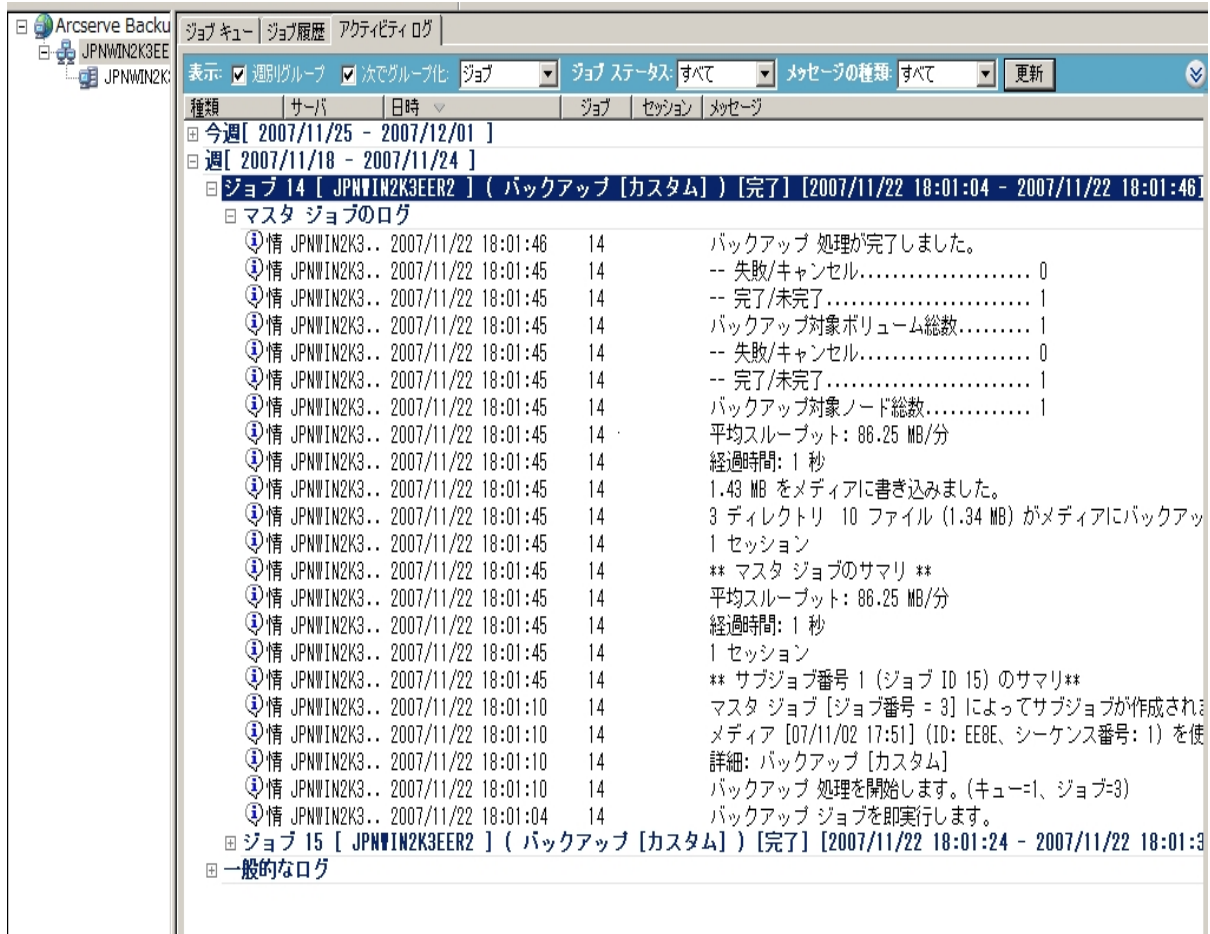 Arcserve Backu
JPNWIN2K3EE
JPNWIN2K
ジョブ キュー ジョブ履歴 アクティビティ ログ
表示: 週別グループ 次でグループ化: ジョブ ジョブ ステータス: すべて メッセージの種類: すべて 更新
種類 サーバ 日時 ジョブ セッション メッセージ
今週[ 2007/11/25 - 2007/12/01 ]
週[ 2007/11/18 - 2007/11/24 ]
ジョブ 14 [ JPNWIN2K3EER2 ] ( バックアップ [カスタム] ) [完了] [2007/11/22 18:01:04 - 2007/11/22 18:01:46]
マスタ ジョブのログ
情 JPNWIN2K3.. 2007/11/22 18:01:46 14 バックアップ 処理が完了しました。
情 JPNWIN2K3.. 2007/11/22 18:01:45 14 -- 失敗/キャンセル..................... 0
情 JPNWIN2K3.. 2007/11/22 18:01:45 14 -- 完了/未完了......................... 1
情 JPNWIN2K3.. 2007/11/22 18:01:45 14 バックアップ対象ボリューム総数......... 1
情 JPNWIN2K3.. 2007/11/22 18:01:45 14 -- 失敗/キャンセル..................... 0
情 JPNWIN2K3.. 2007/11/22 18:01:45 14 -- 完了/未完了......................... 1
情 JPNWIN2K3.. 2007/11/22 18:01:45 14 バックアップ対象ノード総数............. 1
情 JPNWIN2K3.. 2007/11/22 18:01:45 14 平均スループット: 86.25 MB/分
情 JPNWIN2K3.. 2007/11/22 18:01:45 14 経過時間: 1 秒
情 JPNWIN2K3.. 2007/11/22 18:01:45 14 1.43 MB をメディアに書き込みました。
情 JPNWIN2K3.. 2007/11/22 18:01:45 14 3 ディレクトリ 10 ファイル (1.34 MB) がメディアにバックアッ
情 JPNWIN2K3.. 2007/11/22 18:01:45 14 1 セッション
情 JPNWIN2K3.. 2007/11/22 18:01:45 14 ** マスタ ジョブのサマリ **
情 JPNWIN2K3.. 2007/11/22 18:01:45 14 平均スループット: 86.25 MB/分
情 JPNWIN2K3.. 2007/11/22 18:01:45 14 経過時間: 1 秒
情 JPNWIN2K3.. 2007/11/22 18:01:45 14 1 セッション
情 JPNWIN2K3.. 2007/11/22 18:01:45 14 ** サブジョブ番号 1 (ジョブ ID 15) のサマリ**
情 JPNWIN2K3.. 2007/11/22 18:01:10 14 マスタ ジョブ [ジョブ番号 = 3] によってサブジョブが作成されま
情 JPNWIN2K3.. 2007/11/22 18:01:10 14 メディア [07/11/02 17:51] (ID: EE8E、シーケンス番号: 1) を使
情 JPNWIN2K3.. 2007/11/22 18:01:10 14 詳細: バックアップ [カスタム]
情 JPNWIN2K3.. 2007/11/22 18:01:10 14 バックアップ 処理を開始します。(キュー=1、ジョブ=3)
情 JPNWIN2K3.. 2007/11/22 18:01:04 14 バックアップ ジョブを即実行します。
ジョブ 15 [ JPNWIN2K3EER2 ] ( バックアップ [カスタム] ) [完了] [2007/11/22 18:01:24 - 2007/11/22 18:01:3
一般的なログ